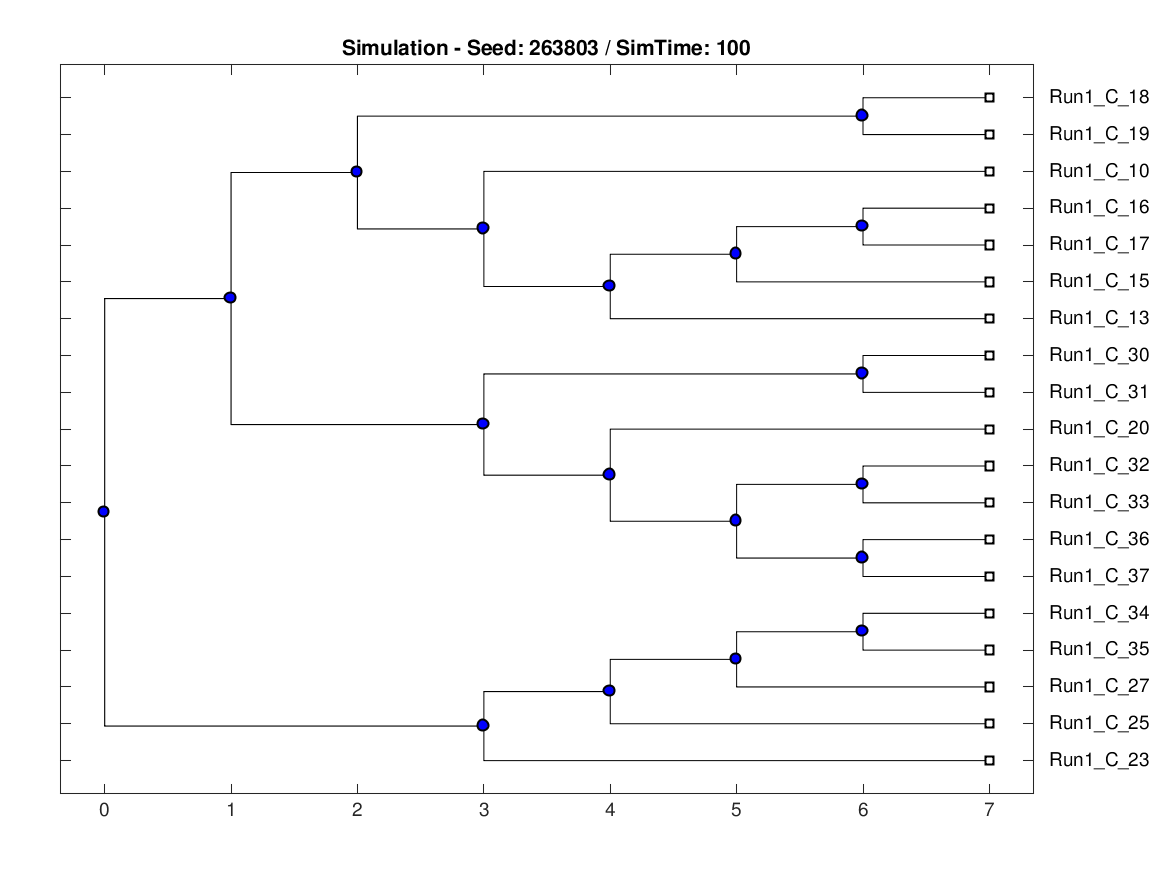 Simulation - Seed: 263803 / SimTime: 100
Run1_C_18
Run1_C_19
Run1_C_10
Run1_C_16
Run1_C_17
Run1_C_15
Run1_C_13
Run1_C_30
Run1_C_31
Run1_C_20
Run1_C_32
Run1_C_33
Run1_C_36
Run1_C_37
Run1_C_34
Run1_C_35
Run1_C_27
Run1_C_25
Run1_C_23
0 1 2 3 4 5 6 7